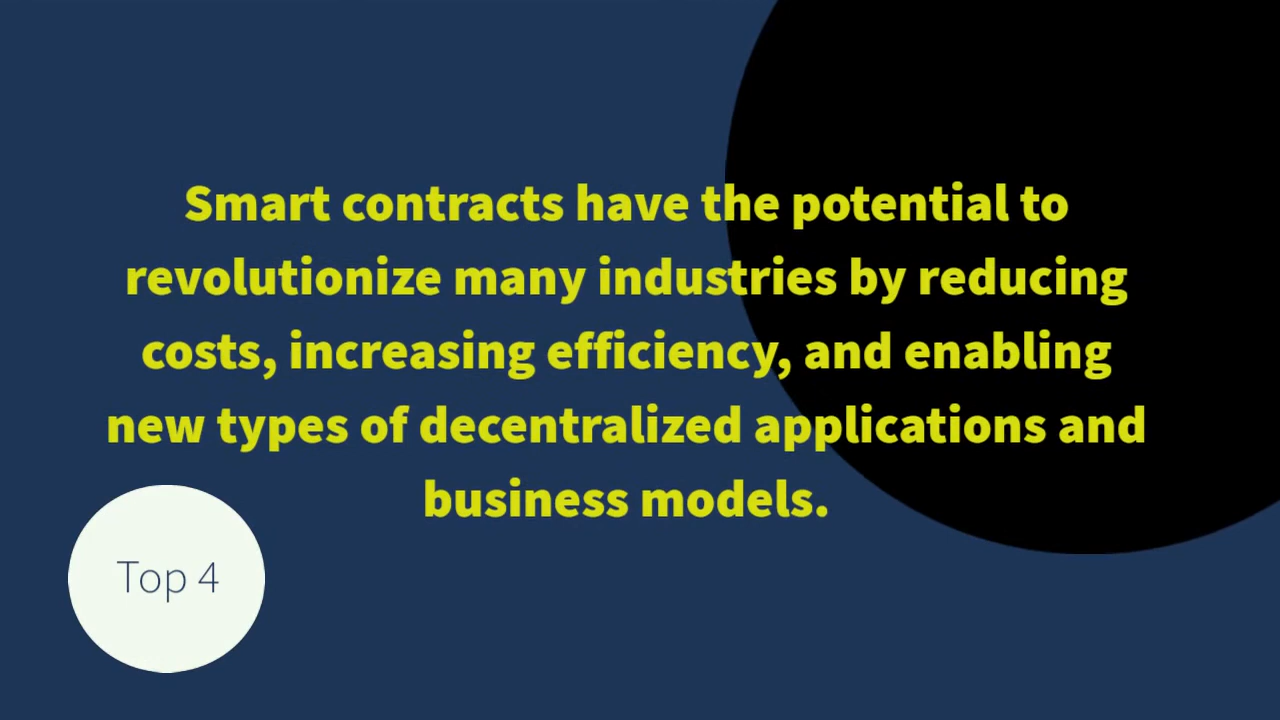 Smart contracts have the potential to
revolutionize many industries by reducing
costs, increasing efficiency, and enabling
new types of decentralized applications and
business models.
Top 4